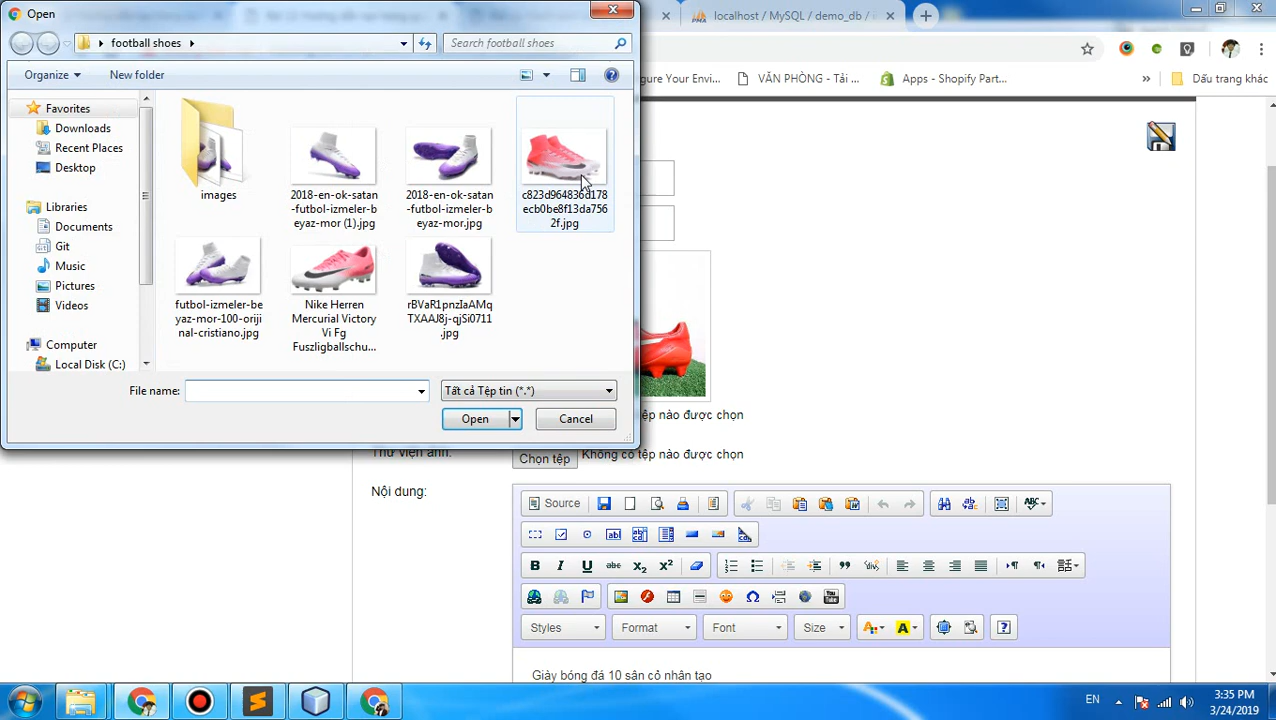 Open
localhost / MySQL / demo_db /
football shoes
Search football shoes
Organize
New folder
gure Your Envi...
VĂN PHÒNG - Tải ...
Apps - Shopify Part...
»
Dấu trang khác
Favorites
Downloads
Recent Places
Desktop
Libraries
Documents
Git
Music
Pictures
Videos
Computer
Local Disk (C:)
images
2018-en-ok-satan
-futbol-izmeler-b
eyaz-mor (1).jpg
2018-en-ok-satan
-futbol-izmeler-b
eyaz-mor.jpg
c823d964836d178
ecb0be8f13da756
2f.jpg
futbol-izmeler-be
yaz-mor-100-oriji
nal-cristiano.jpg
Nike Herren
Mercurial Victory
Vi Fg
Fuszligballschu...
rBVaR1pnzIaAMq
TXAAJ8j-qjSi0711
.jpg
File name:
Tất cả Tệp tin (*.*)
Open
Cancel
ệp nào được chọn
Thư viện ảnh:
Chọn tệp
Không có tệp nào được chọn
Nội dung:
Source
ABC
B I U abc X₂ X²
Styles
Format
Font
Size
A
A
?
Giày bóng đá 10 sân cỏ nhân tạo
EN
3:35 PM
3/24/2019